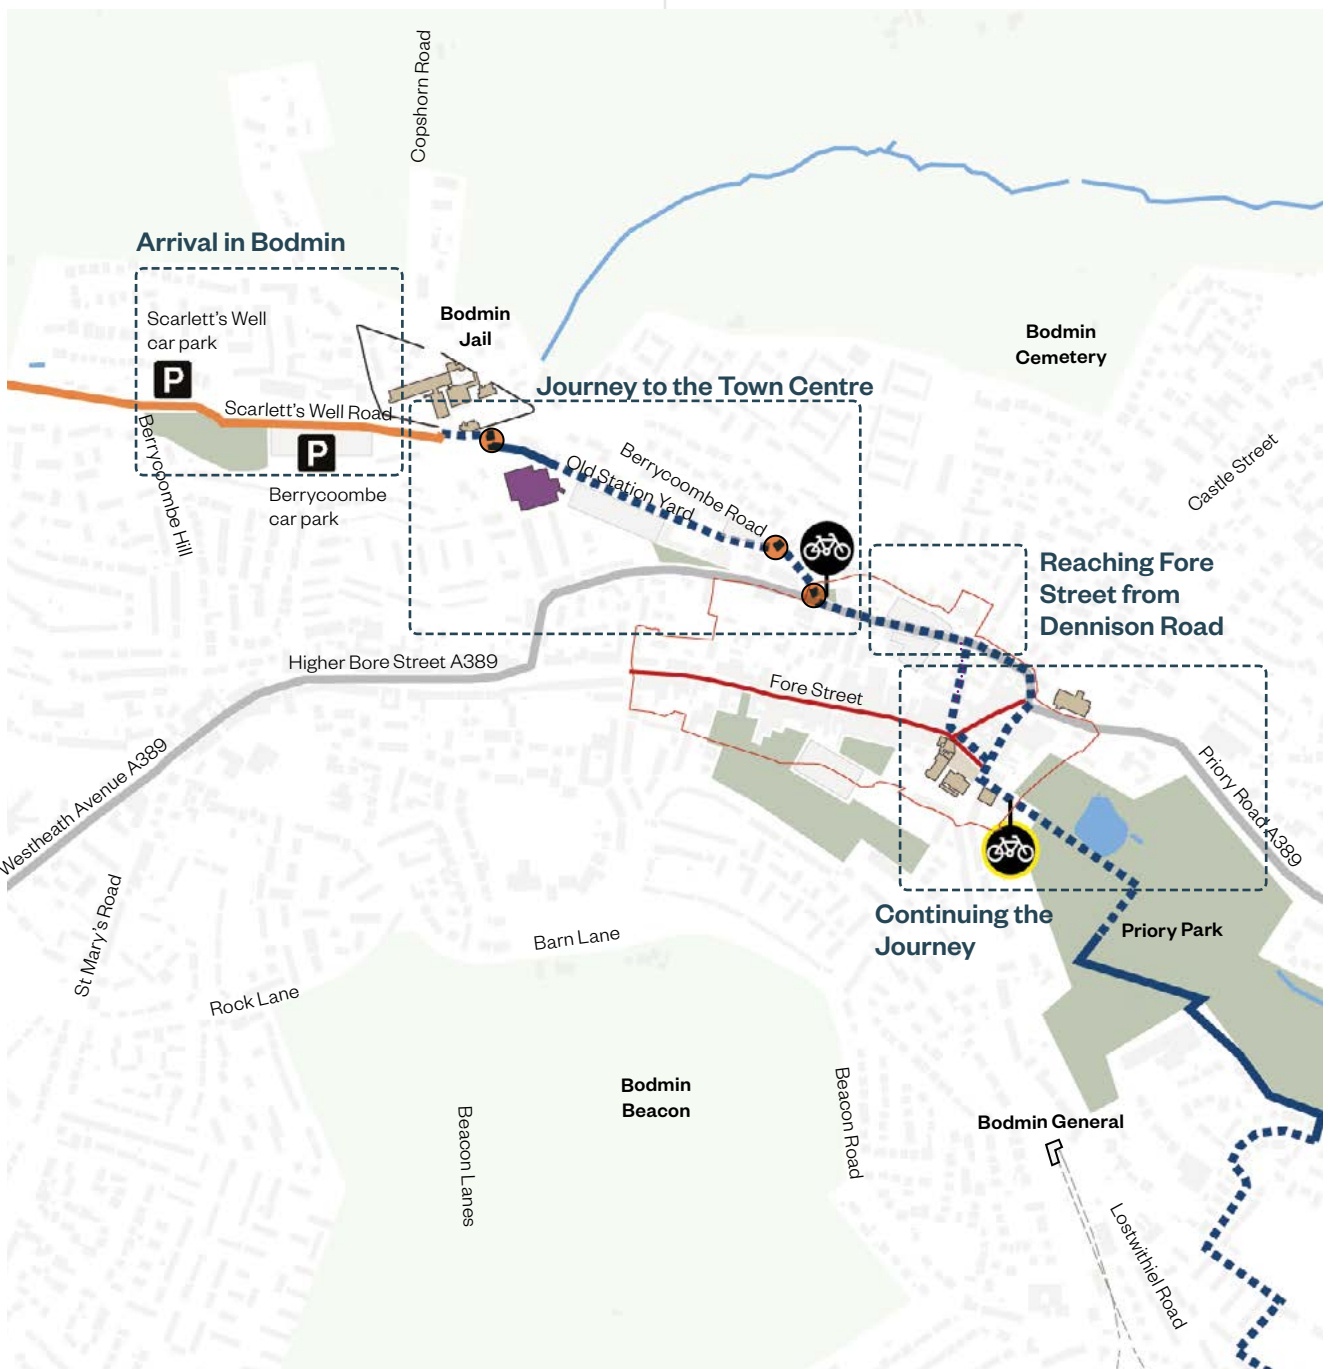 Copshorn Road
Arrival in Bodmin
Scarlett's Well
car park
P
Bodmin
Jail
Bodmin
Cemetery
Journey to the Town Centre
Scarlett's Well Road
Berrycoombe Hill
P
Berrycoombe
car park
Berrycoombe Road
Old Station Yard
Castle Street
Reaching Fore
Street from
Dennison Road
Higher Bore Street A389
Fore Street
Westheath Avenue A389
Priory Road A389
St Mary's Road
Continuing the
Journey
Priory Park
Barn Lane
Rock Lane
Bodmin
Beacon
Beacon Road
Beacon Lanes
Bodmin General
Lostwithiel Road